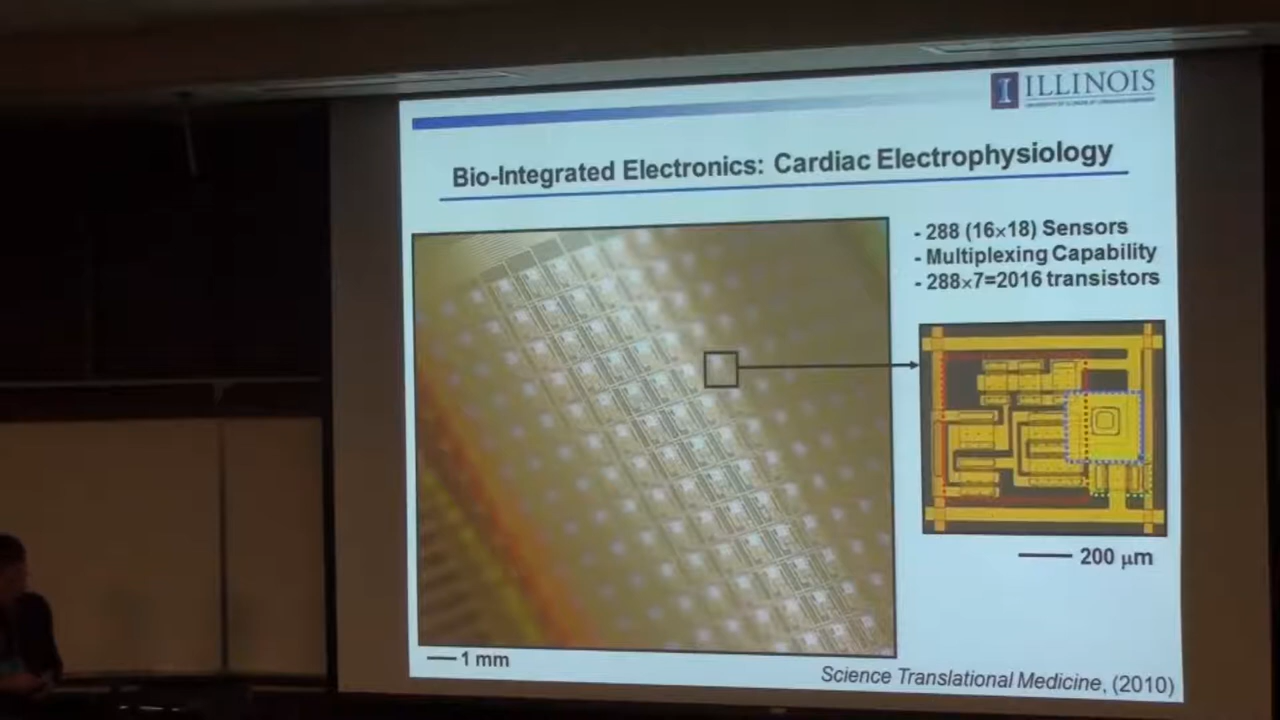 I ILLINOIS
Bio-Integrated Electronics: Cardiac Electrophysiology
- 288 (16×18) Sensors
- Multiplexing Capability
- 288×7=2016 transistors
200 μm
1 mm
Science Translational Medicine, (2010)